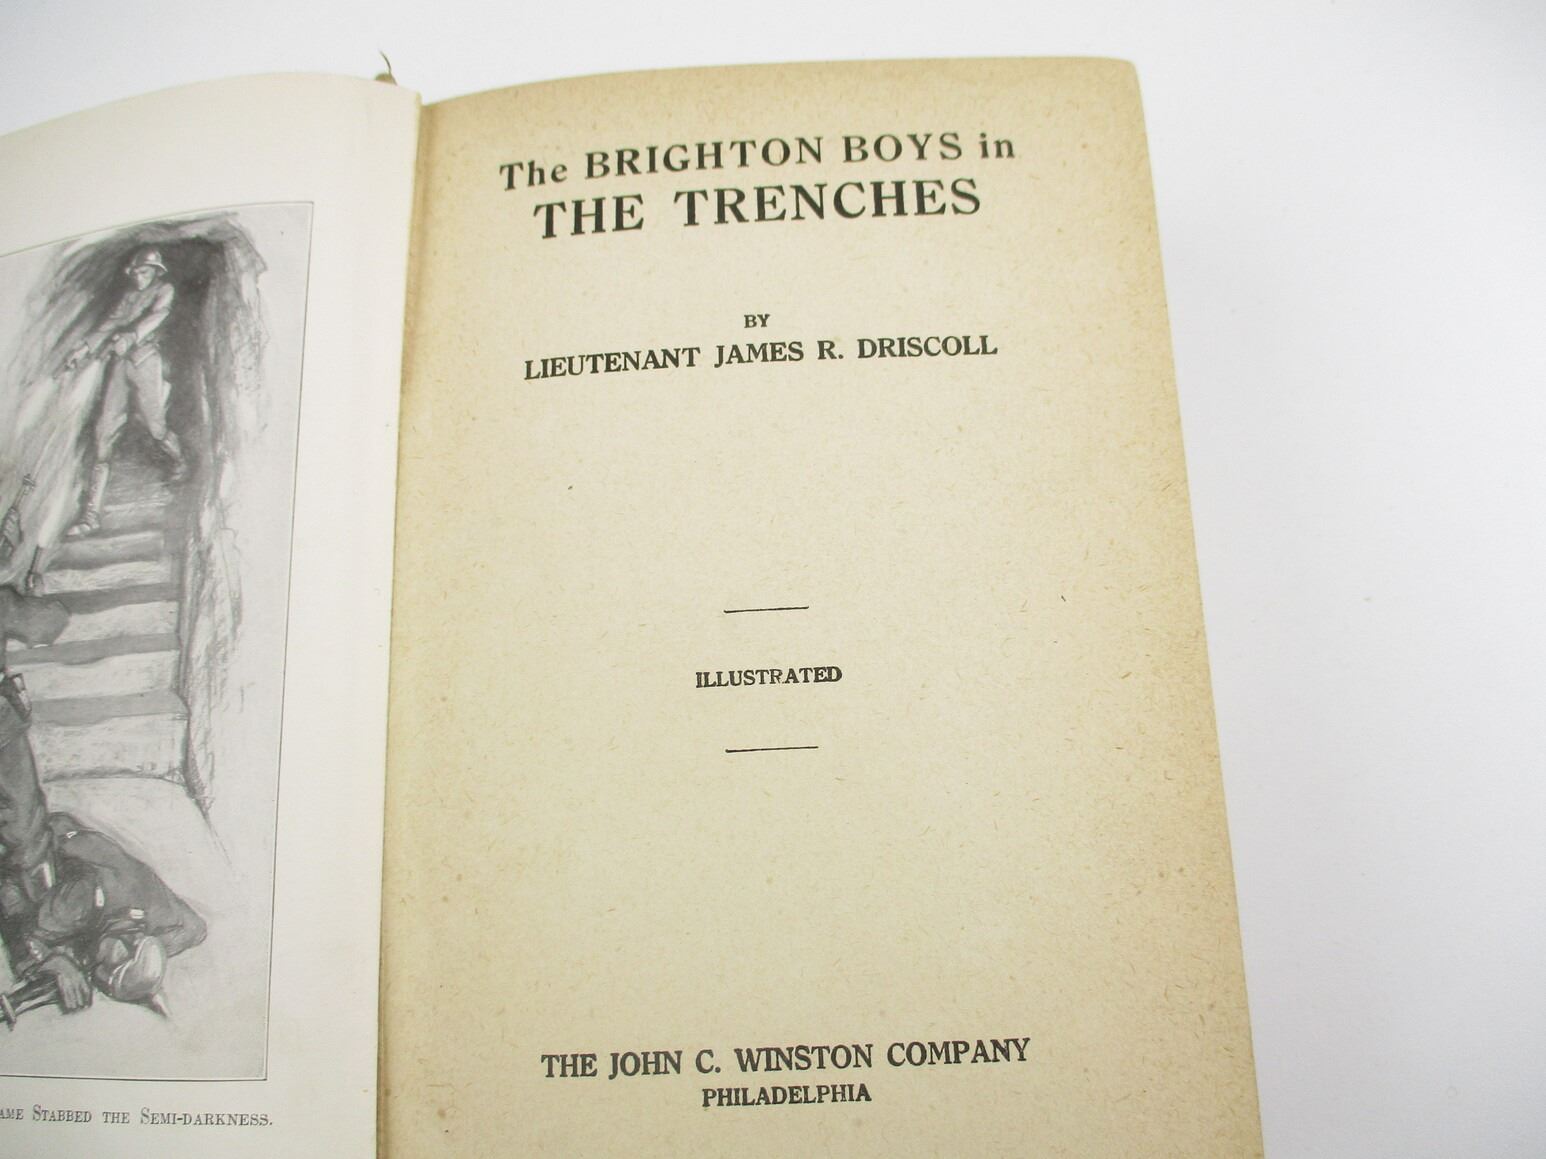 The BRIGHTON BOYS in
THE TRENCHES
BY
LIEUTENANT JAMES R. DRISCOLL
ILLUSTRATED
THE JOHN C. WINSTON COMPANY
PHILADELPHIA
STABBED THE SEMI-DARKNESS.